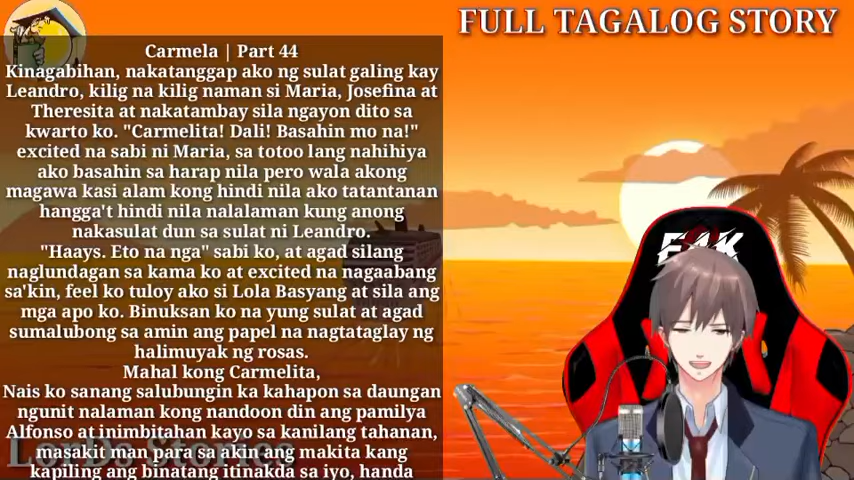 FULL TAGALOG STORY
Carmela | Part 44
Kinagabihan, nakatanggap ako ng sulat galing kay
Leandro, kilig na kilig naman si Maria, Josefina at
Theresita at nakatambay sila ngayon dito sa
kwarto ko. "Carmelita! Dali! Basahin mo na!"
excited na sabi ni Maria, sa totoo lang nahihiya
ako basahin sa harap nila pero wala akong
magawa kasi alam kong hindi nila ako tatantanan
hangga't hindi nila nalalaman kung anong
nakasulat dun sa sulat ni Leandro.
"Haays. Eto na nga" sabi ko, at agad silang
naglundagan sa kama ko at excited na nagaabang
sa'kin, feel ko tuloy ako si Lola Basyang at sila ang
mga apo ko. Binuksan ko na yung sulat at agad
sumalubong sa amin ang papel na nagtataglay ng
halimuyak ng rosas.
Mahal kong Carmelita,
Nais ko sanang salubungin ka kahapon sa daungan
ngunit nalaman kong nandoon din ang pamilya
Alfonso at inimbitahan kayo sa kanilang tahanan,
masakit man para sa akin ang makita kang
kapiling ang binatang itinakda sa iyo, handa
LorDs Stories